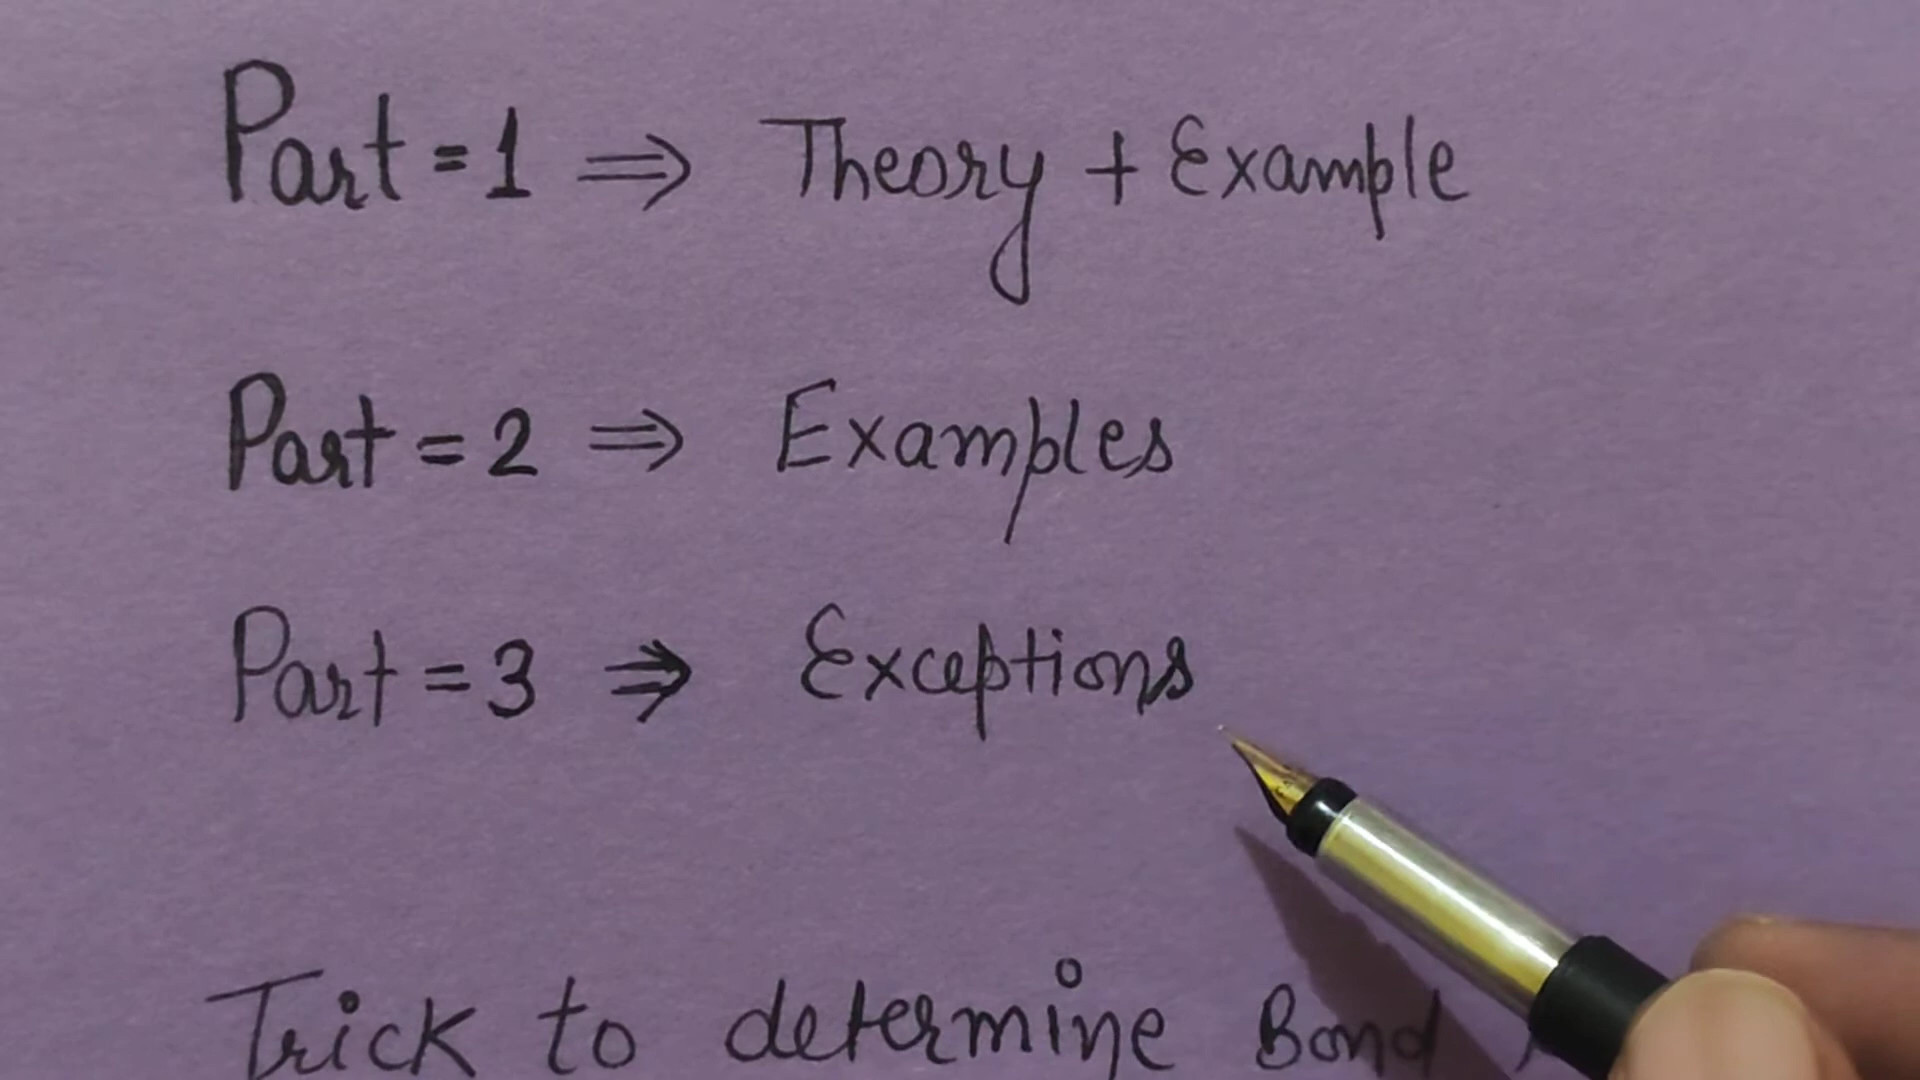 Part = 1 ⇒ Theory + Example
Part = 2 ⇒ Examples
Part = 3 ⇒ Exceptions
Trick to determine Bond